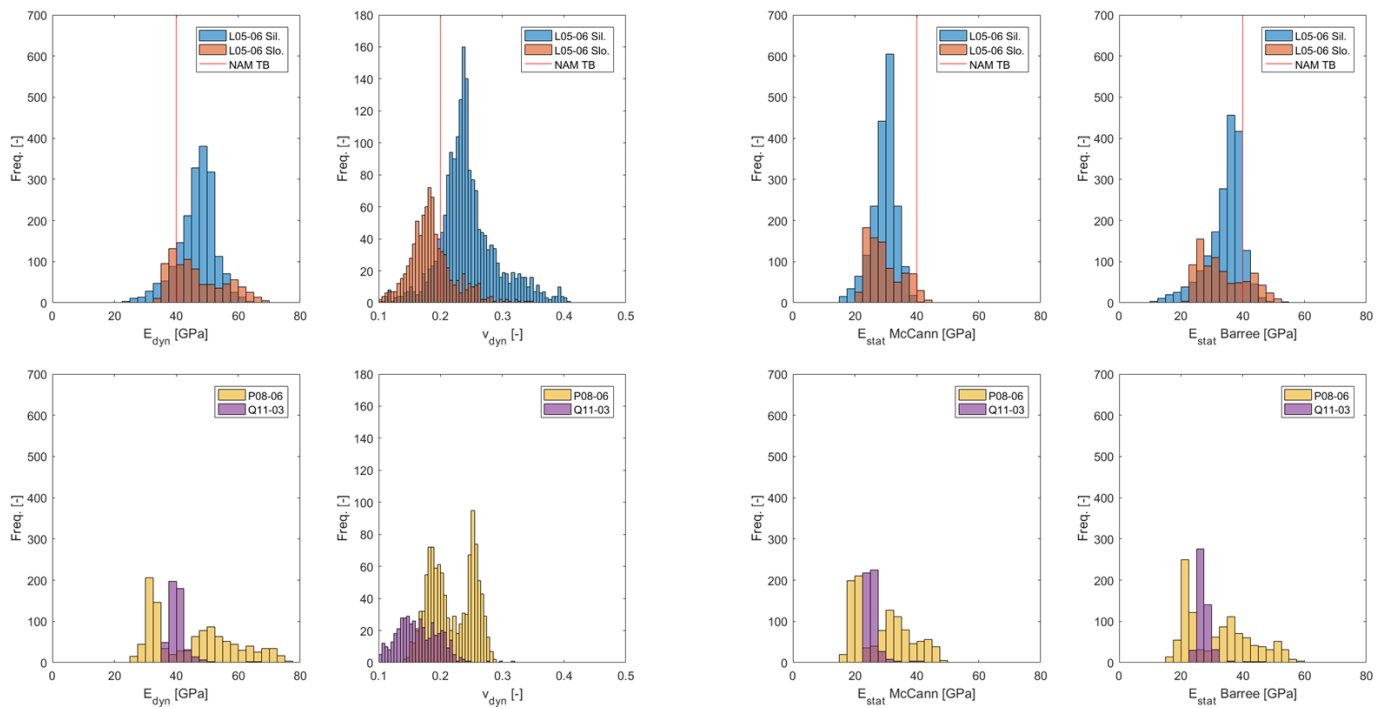 700
600
500
400
300
200
100
0
Freq. [-]
L05-06 Sil.
L05-06 Slo.
NAM TB
0 20 40 60 80
E_dyn [GPa]
180
160
140
120
100
80
60
40
20
0
Freq. [-]
L05-06 Sil.
L05-06 Slo.
NAM TB
0.1 0.2 0.3 0.4 0.5
v_dyn [-]
700
600
500
400
300
200
100
0
Freq. [-]
L05-06 Sil.
L05-06 Slo.
NAM TB
0 20 40 60 80
E_stat McCann [GPa]
700
600
500
400
300
200
100
0
Freq. [-]
L05-06 Sil.
L05-06 Slo.
NAM TB
0 20 40 60 80
E_stat Barree [GPa]
700
600
500
400
300
200
100
0
Freq. [-]
P08-06
Q11-03
0 20 40 60 80
E_dyn [GPa]
180
160
140
120
100
80
60
40
20
0
Freq. [-]
P08-06
Q11-03
0.1 0.2 0.3 0.4 0.5
v_dyn [-]
700
600
500
400
300
200
100
0
Freq. [-]
P08-06
Q11-03
0 20 40 60 80
E_stat McCann [GPa]
700
600
500
400
300
200
100
0
Freq. [-]
P08-06
Q11-03
0 20 40 60 80
E_stat Barree [GPa]